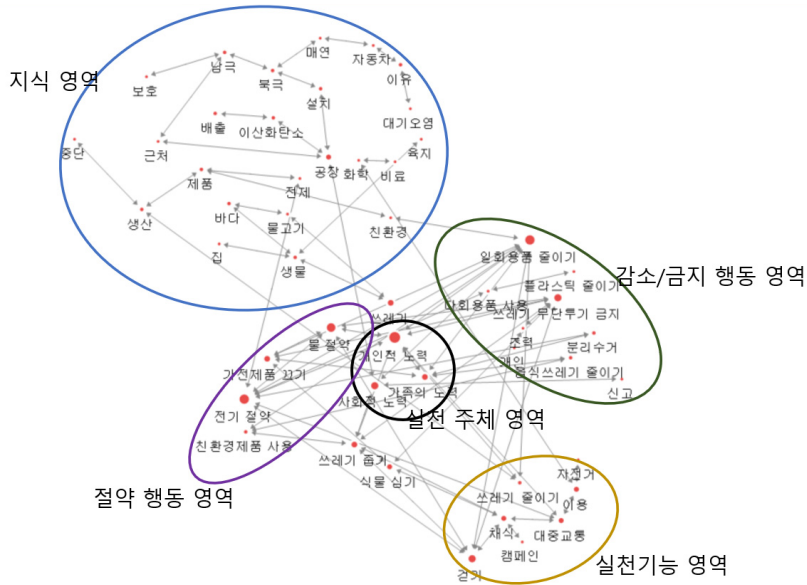 지식 영역
매연
자동차
남극
북극
이유
보호
설치
대기오염
배출
이산화탄소
육지
중단
근처
공장
화학
비료
제품
전제
생산
바다
물고기
친환경
집
생물
일회용품 줄이기
감소/금지 행동 영역
플라스틱 줄이기
다회용품 사용
쓰레기
쓰레기 무단투기 금지
물 절약
개인적 노력
조력
분리수거
개인
가전제품 끄기
음식쓰레기 줄이기
사회적 노력
가족의 노력
신고
전기 절약
실천 주체 영역
친환경제품 사용
쓰레기 줍기
절약 행동 영역
식물 심기
자전거
쓰레기 줄이기
이용
채식
대중교통
캠페인
걷기
실천기능 영역